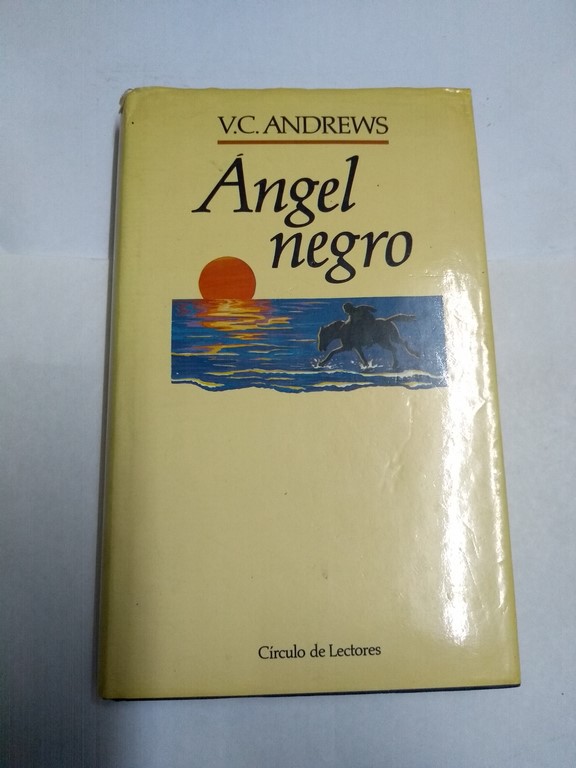 V.C. ANDREWS
Ángel
negro
Círculo de Lectores